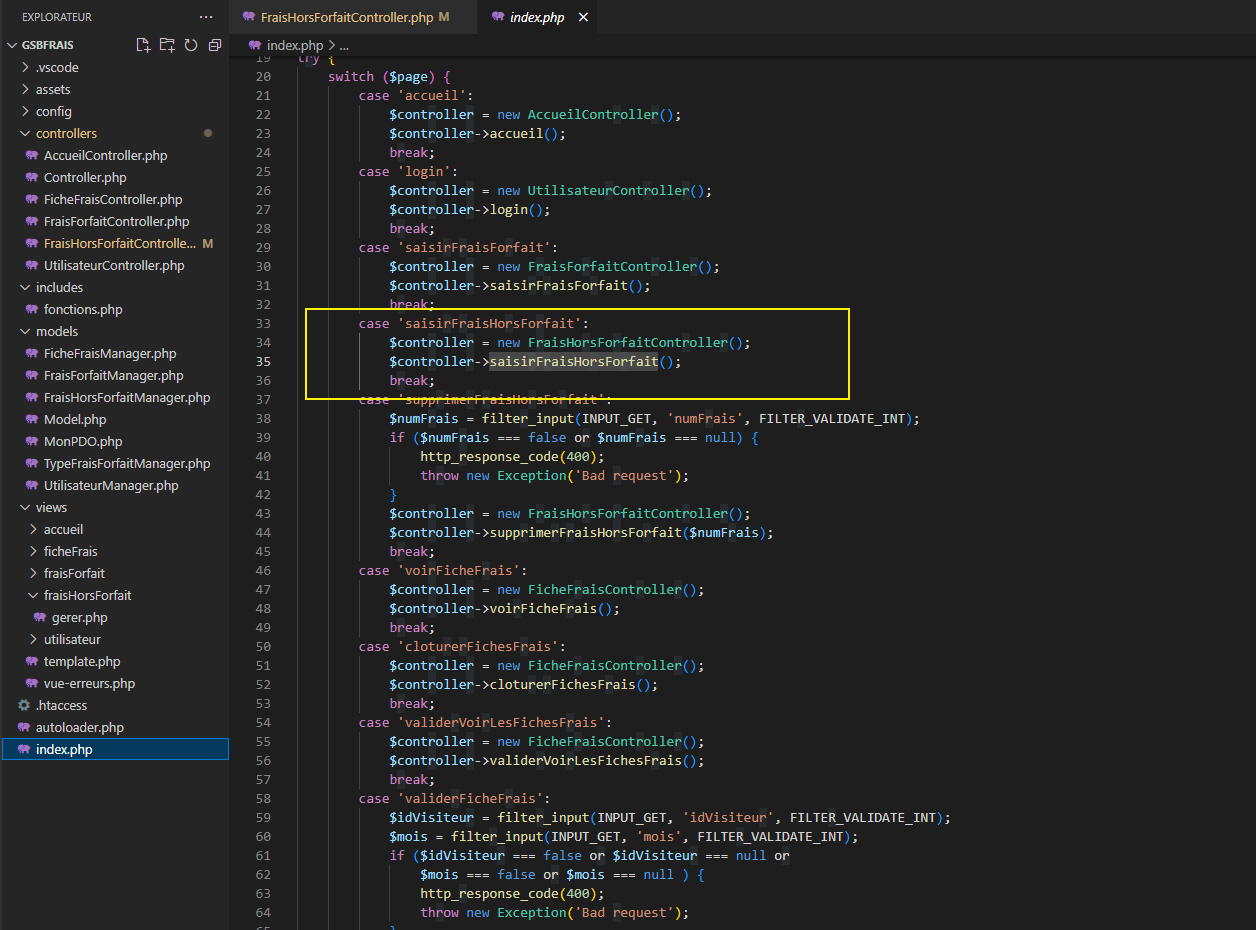 EXPLORATEUR
GSBFRAIS
.vscode
assets
config
controllers
AccueilController.php
Controller.php
FicheFraisController.php
FraisForfaitController.php
FraisHorsForfaitControlle... M
UtilisateurController.php
includes
fonctions.php
models
FicheFraisManager.php
FraisForfaitManager.php
FraisHorsForfaitManager.php
Model.php
MonPDO.php
TypeFraisForfaitManager.php
UtilisateurManager.php
views
accueil
ficheFrais
fraisForfait
fraisHorsForfait
gerer.php
utilisateur
template.php
vue-erreurs.php
.htaccess
autoloader.php
index.php
FraisHorsForfaitController.php M
index.php
index.php > ...
19 try {
20 switch ($page) {
21 case 'accueil':
22 $controller = new AccueilController();
23 $controller->accueil();
24 break;
25 case 'login':
26 $controller = new UtilisateurController();
27 $controller->login();
28 break;
29 case 'saisirFraisForfait':
30 $controller = new FraisForfaitController();
31 $controller->saisirFraisForfait();
32 break;
33 case 'saisirFraisHorsForfait':
34 $controller = new FraisHorsForfaitController();
35 $controller->saisirFraisHorsForfait();
36 break;
37 case 'supprimerFraisHorsForfait':
38 $numFrais = filter_input(INPUT_GET, 'numFrais', FILTER_VALIDATE_INT);
39 if ($numFrais === false or $numFrais === null) {
40 http_response_code(400);
41 throw new Exception('Bad request');
42 }
43 $controller = new FraisHorsForfaitController();
44 $controller->supprimerFraisHorsForfait($numFrais);
45 break;
46 case 'voirFicheFrais':
47 $controller = new FicheFraisController();
48 $controller->voirFicheFrais();
49 break;
50 case 'cloturerFichesFrais':
51 $controller = new FicheFraisController();
52 $controller->cloturerFichesFrais();
53 break;
54 case 'validerVoirLesFichesFrais':
55 $controller = new FicheFraisController();
56 $controller->validerVoirLesFichesFrais();
57 break;
58 case 'validerFicheFrais':
59 $idVisiteur = filter_input(INPUT_GET, 'idVisiteur', FILTER_VALIDATE_INT);
60 $mois = filter_input(INPUT_GET, 'mois', FILTER_VALIDATE_INT);
61 if ($idVisiteur === false or $idVisiteur === null or
62 $mois === false or $mois === null ) {
63 http_response_code(400);
64 throw new Exception('Bad request');